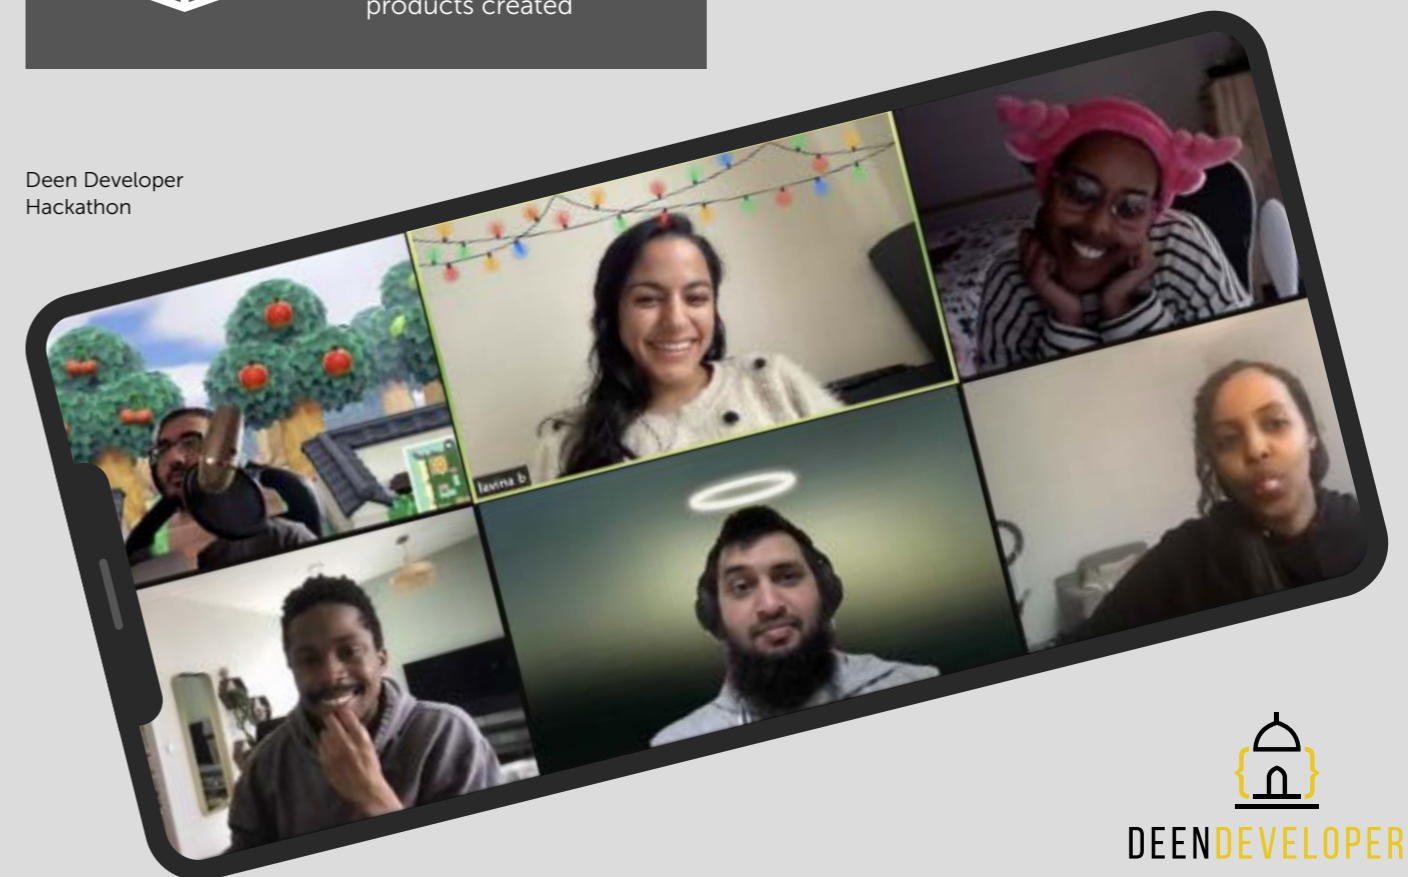 products created
Deen Developer
Hackathon
lavina b
DEENDEVELOPER